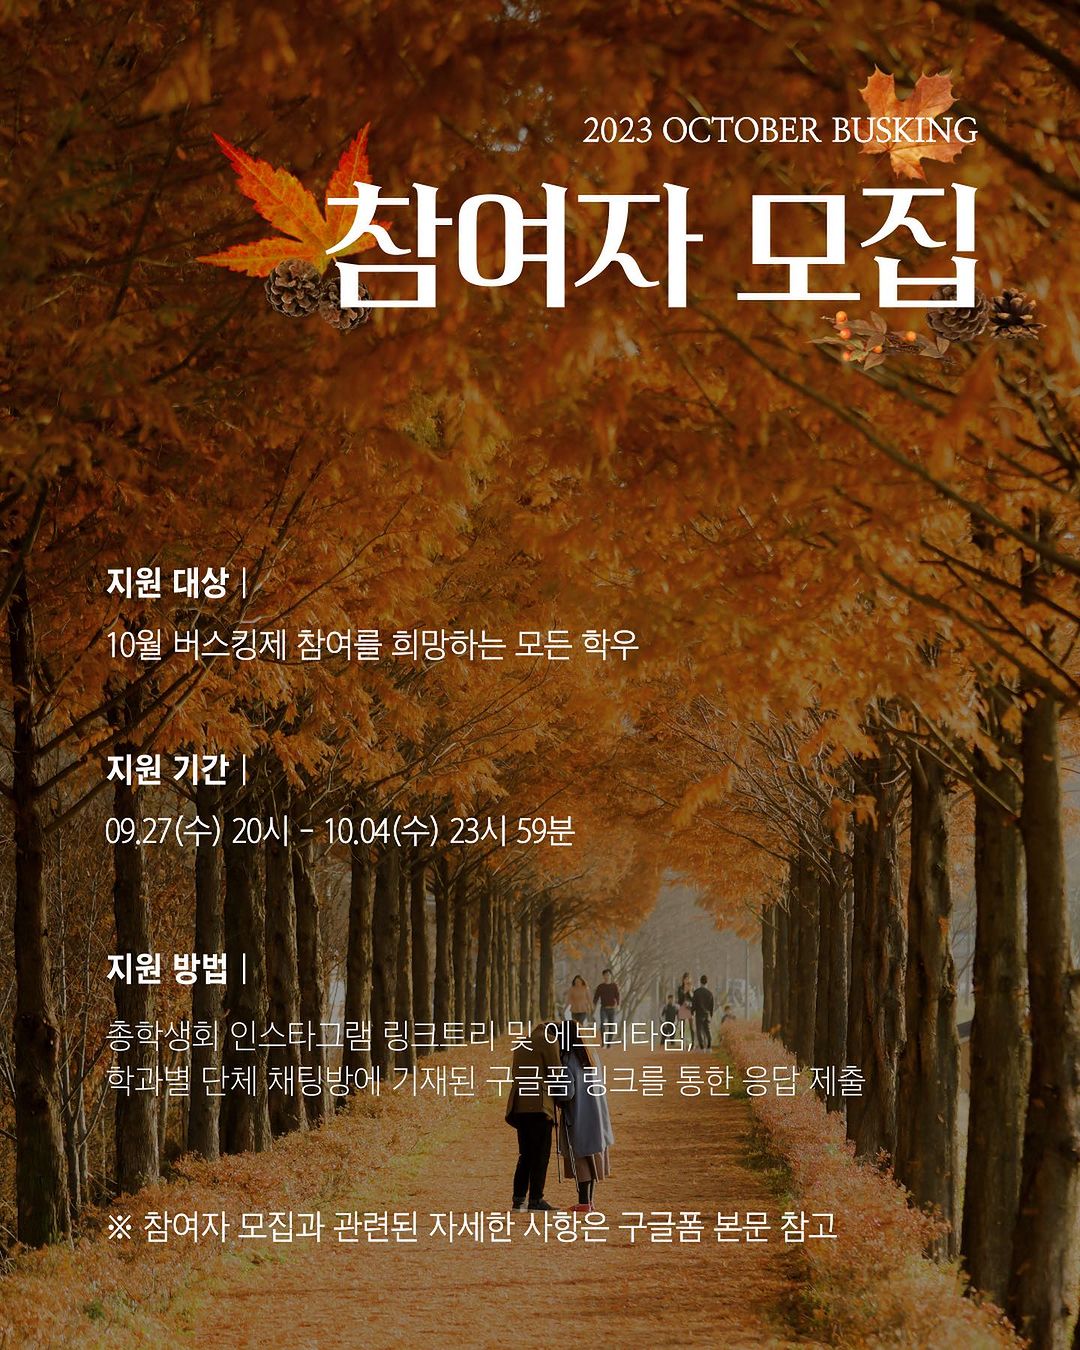 2023 OCTOBER BUSKING
참여자 모집
지원 대상 |
10월 버스킹제 참여를 희망하는 모든 학우
지원 기간 |
09.27(수) 20시 - 10.04(수) 23시 59분
지원 방법 |
총학생회 인스타그램 링크트리 및 에브리타임,
학과별 단체 채팅방에 기재된 구글폼 링크를 통한 응답 제출
※ 참여자 모집과 관련된 자세한 사항은 구글폼 본문 참고